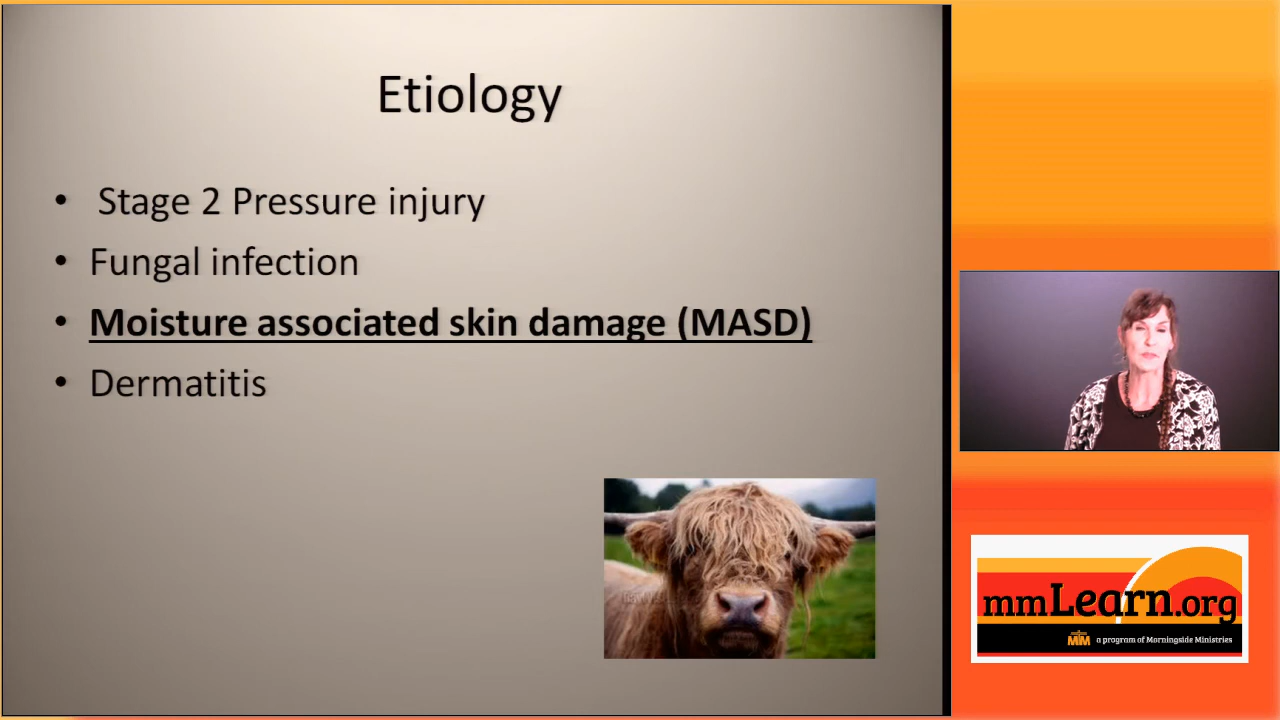 Etiology
• Stage 2 Pressure injury
• Fungal infection
• Moisture associated skin damage (MASD)
• Dermatitis
mmLearn.org
MM a program of Morningside Ministries